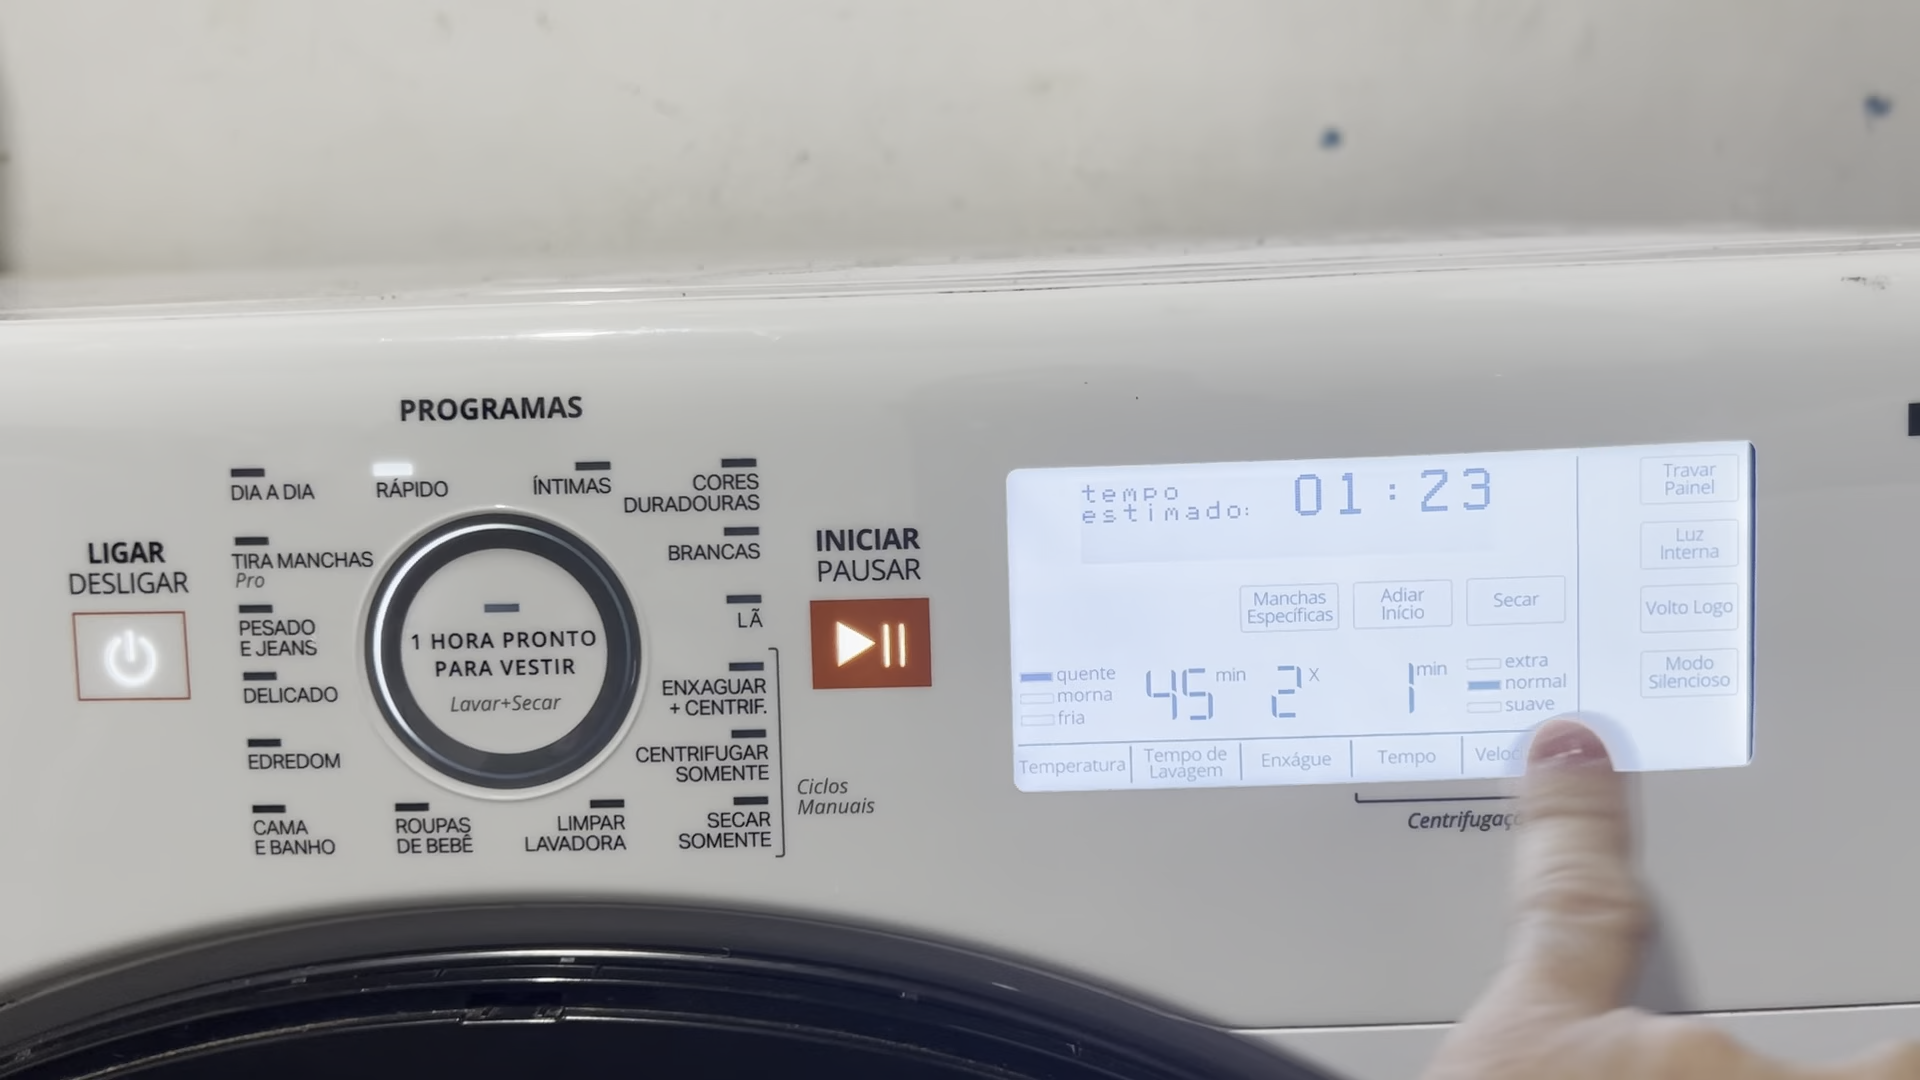 PROGRAMAS
DIA A DIA
RÁPIDO
ÍNTIMAS
CORES
DURADOURAS
TIRA MANCHAS
Pro
BRANCAS
PESADO
E JEANS
LÃ
DELICADO
ENXAGUAR
+ CENTRIF.
EDREDOM
CENTRIFUGAR
SOMENTE
CAMA
E BANHO
ROUPAS
DE BEBÊ
LIMPAR
LAVADORA
SECAR
SOMENTE
Ciclos
Manuais
LIGAR
DESLIGAR
1 HORA PRONTO
PARA VESTIR
Lavar+Secar
INICIAR
PAUSAR
tempo
estimado:
01:23
Manchas
Específicas
Adiar
Início
Secar
Travar
Painel
Luz
Interna
Volto Logo
Modo
Silencioso
quente
morna
fria
45 min
2 X
1 min
extra
normal
suave
Temperatura
Tempo de
Lavagem
Enxágue
Tempo